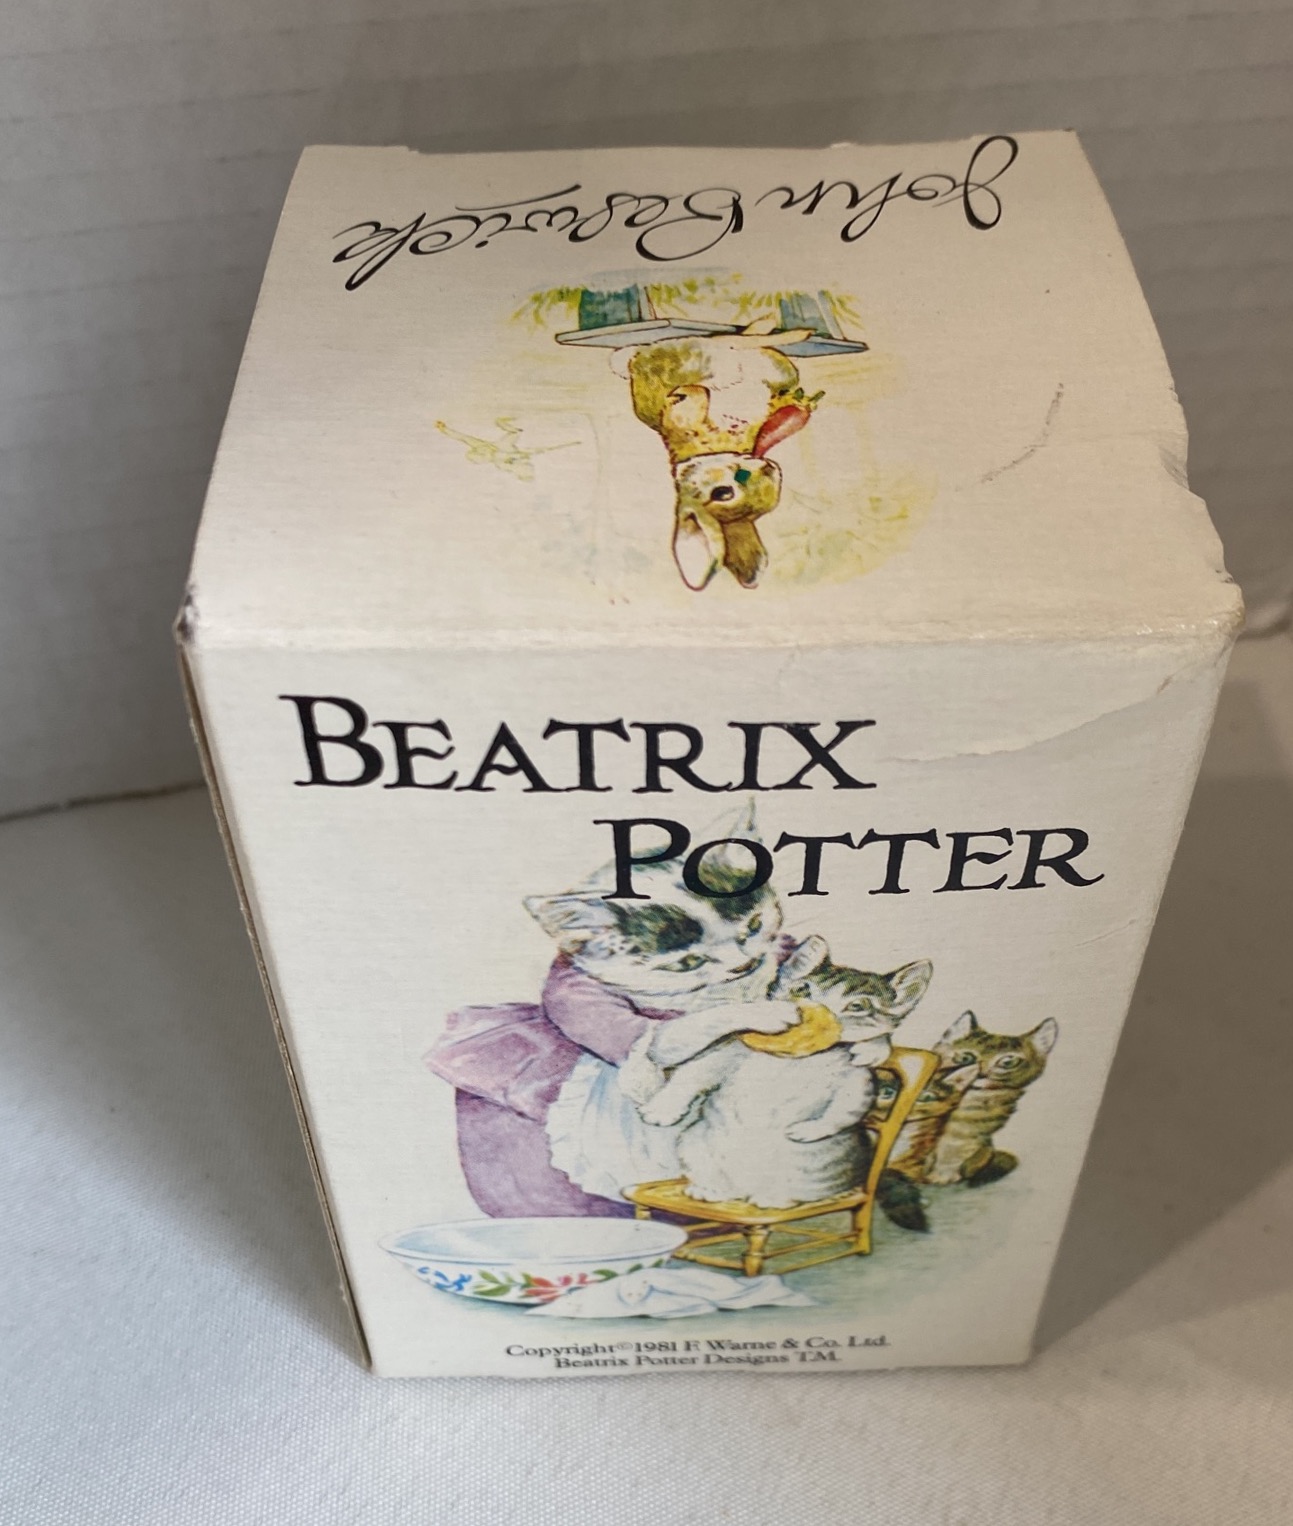 John Beswick
BEATRIX
POTTER
Copyright©1981 F. Warne & Co. Ltd.
Beatrix Potter Designs T.M.